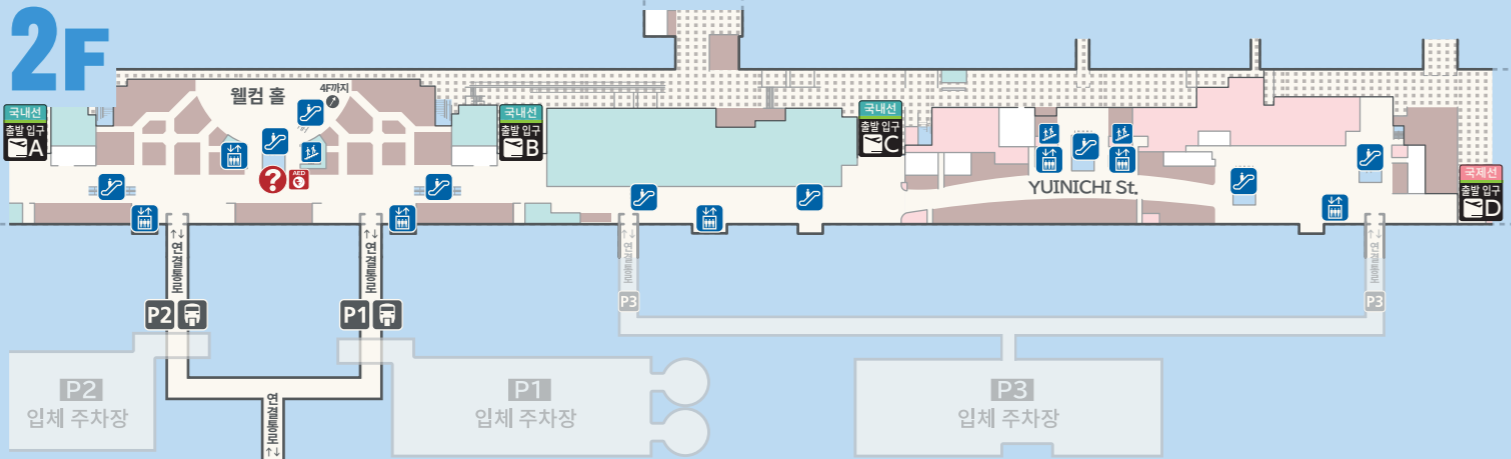 2F
웰컴 홀
4F까지
국내선
출발 입구
A
국내선
출발 입구
B
국내선
출발 입구
C
국제선
출발 입구
D
?
AED
YUINICHI St.
↑↓연결통로
↑↓연결통로
↑↓연결통로
↑↓연결통로
P2
P1
P3
P3
P2
입체 주차장
P1
입체 주차장
P3
입체 주차장
연결통로↑↓